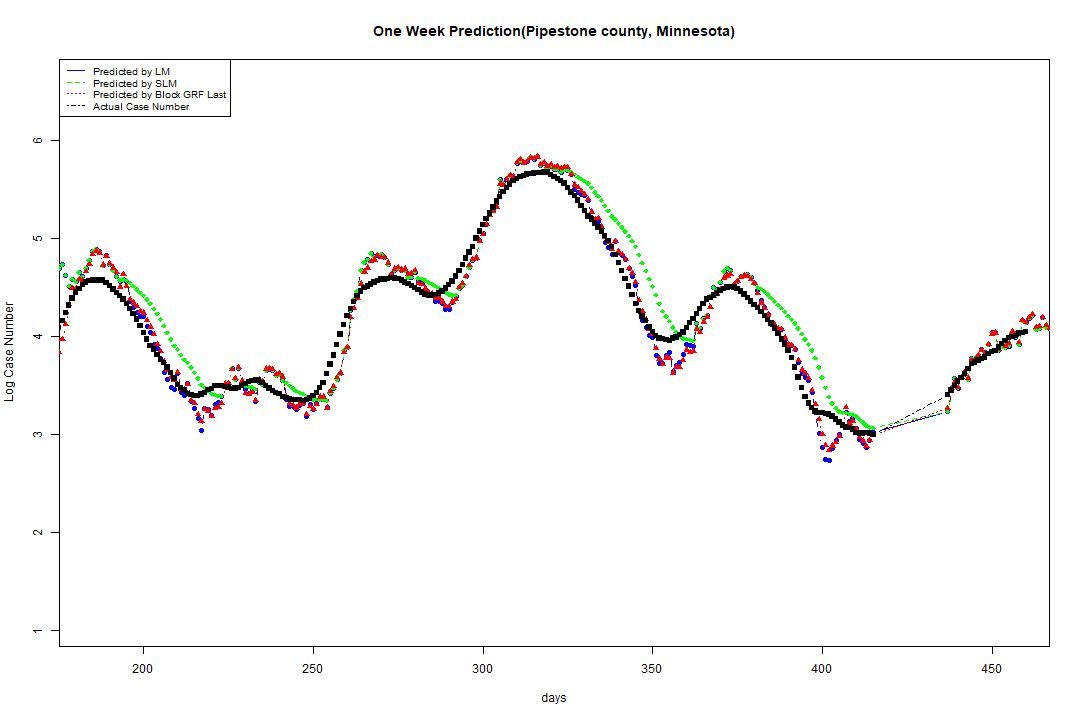 One Week Prediction(Pipestone county, Minnesota)
Predicted by LM
Predicted by SLM
Predicted by Block GRF Last
Actual Case Number
Log Case Number
6
5
4
3
2
1
200 250 300 350 400 450
days